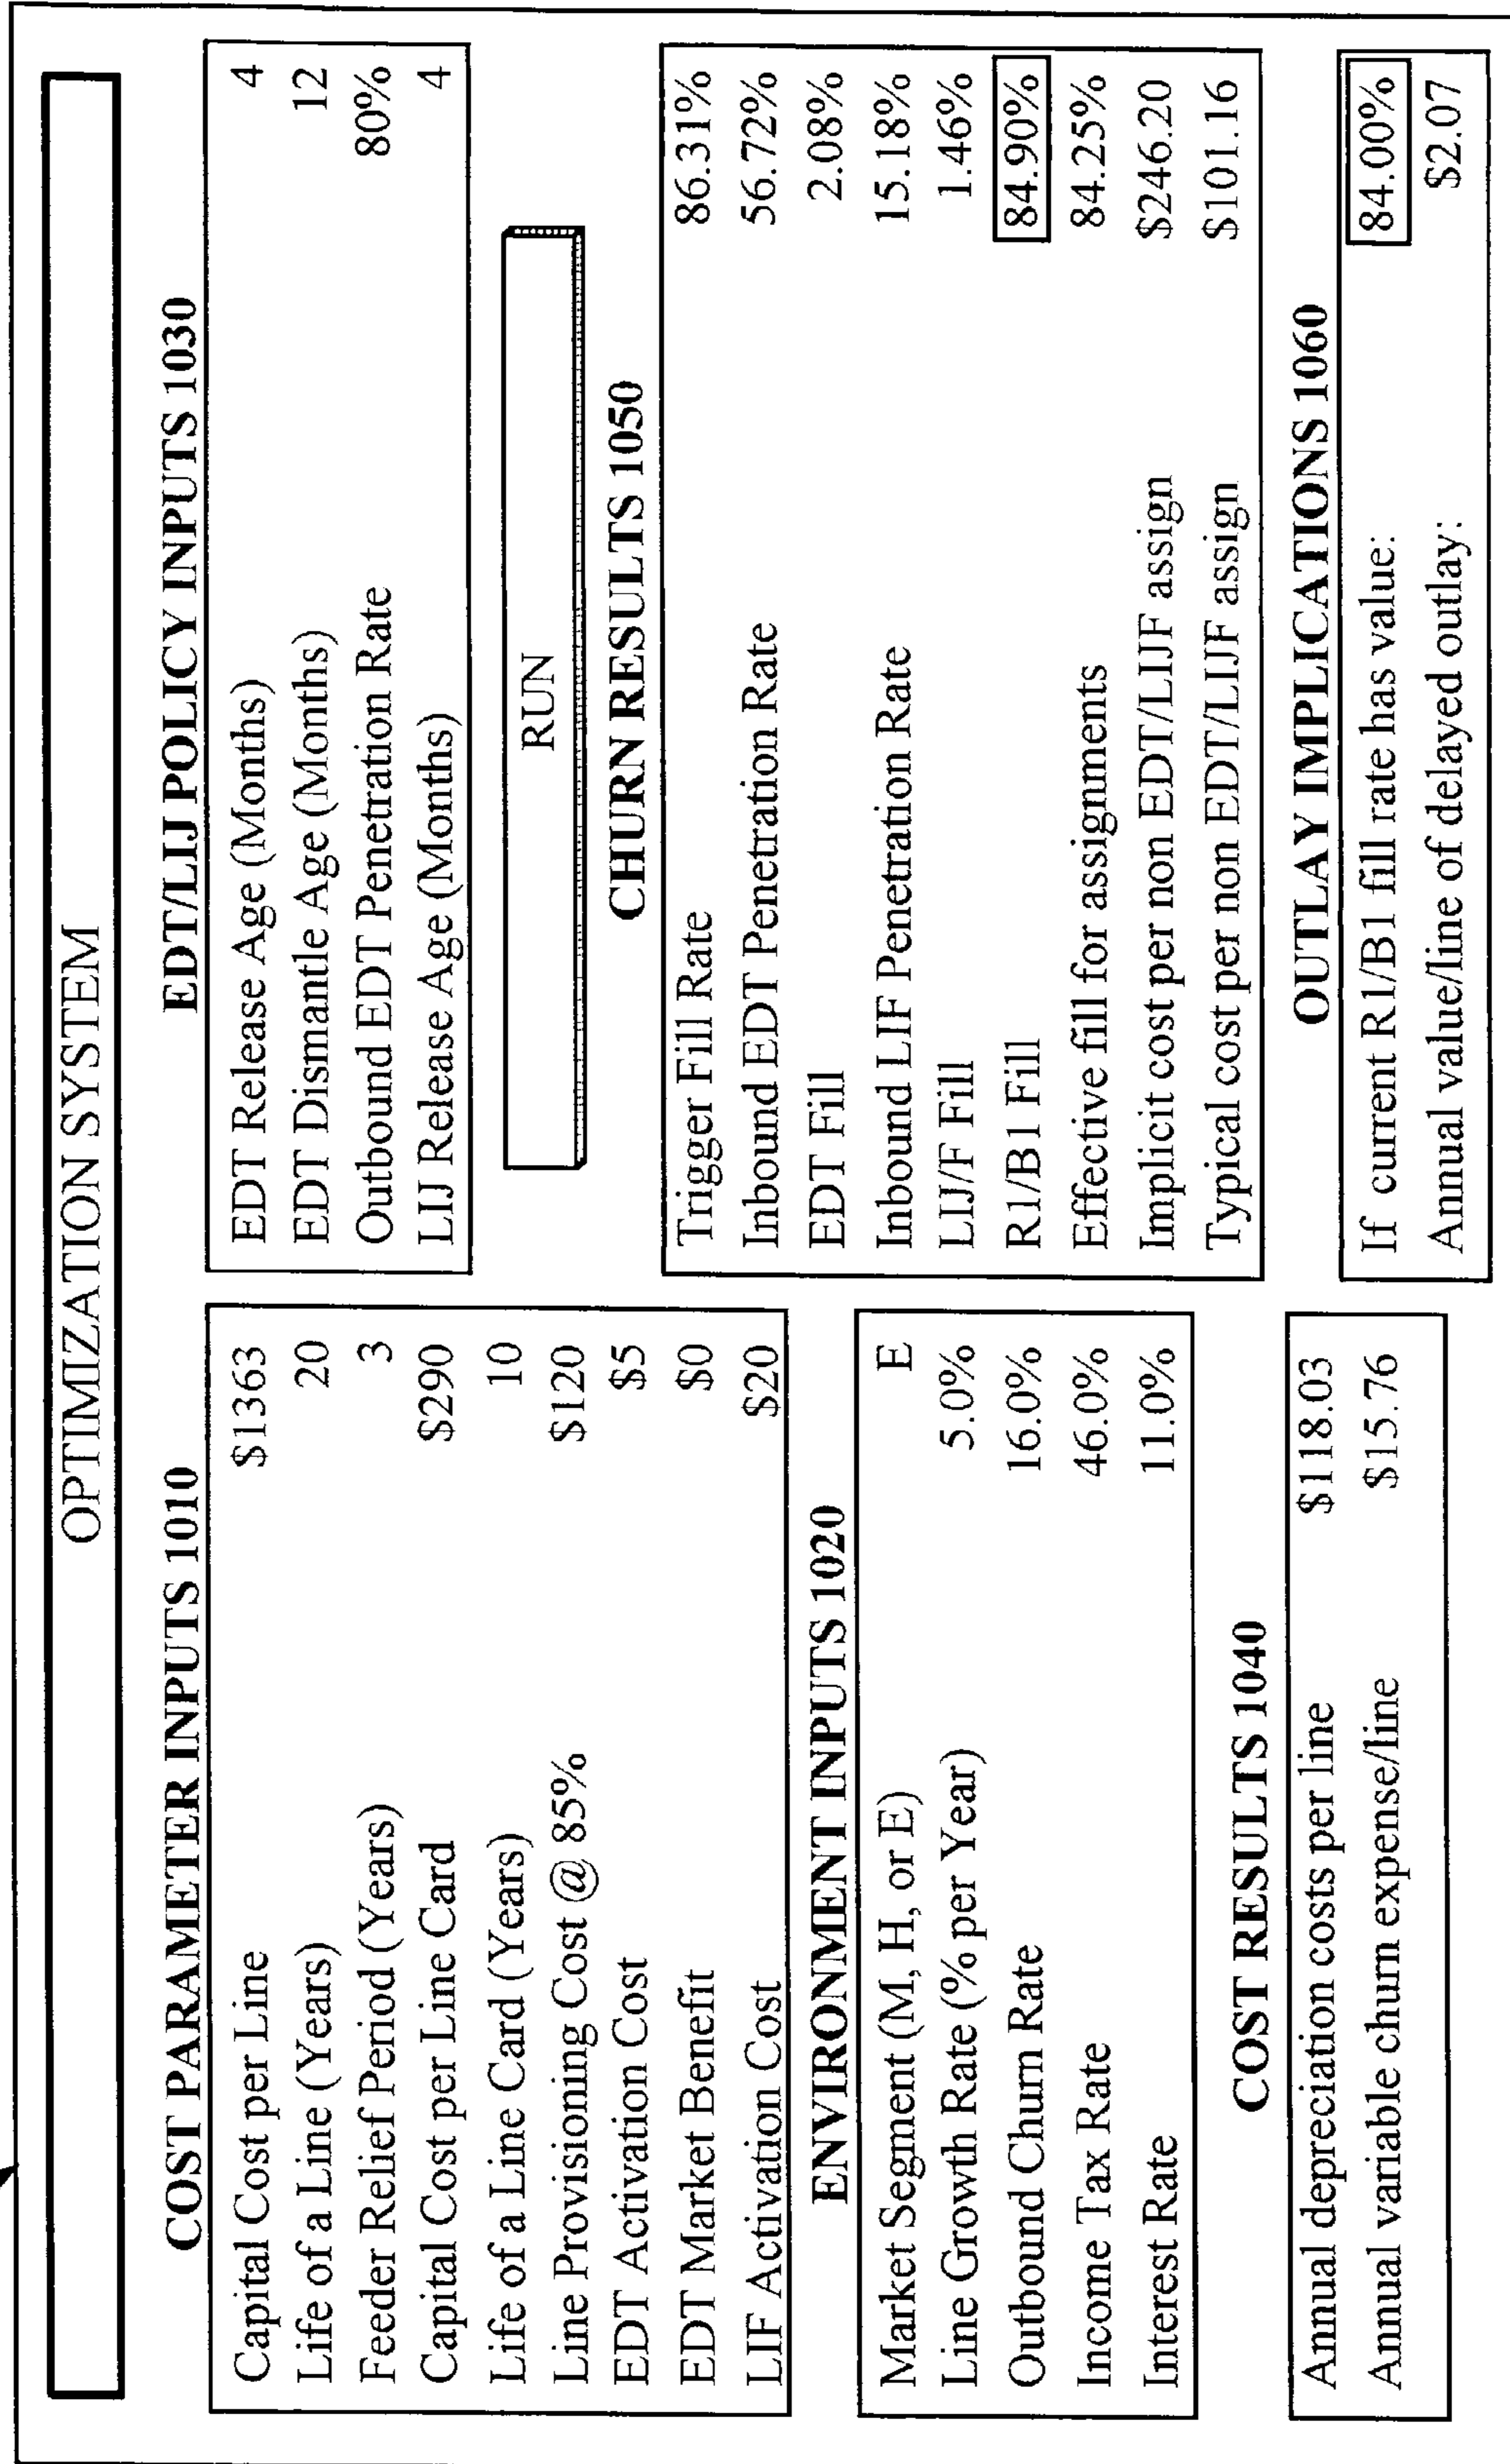 OPTIMIZATION SYSTEM
COST PARAMETER INPUTS 1010
Capital Cost per Line $1363
Life of a Line (Years) 20
Feeder Relief Period (Years) 3
Capital Cost per Line Card $290
Life of a Line Card (Years) 10
Line Provisioning Cost @ 85% $120
EDT Activation Cost $5
EDT Market Benefit $0
LIF Activation Cost $20
ENVIRONMENT INPUTS 1020
Market Segment (M, H, or E) E
Line Growth Rate (% per Year) 5.0%
Outbound Churn Rate 16.0%
Income Tax Rate 46.0%
Interest Rate 11.0%
COST RESULTS 1040
Annual depreciation costs per line $118.03
Annual variable churn expense/line $15.76
EDT/LIJ POLICY INPUTS 1030
EDT Release Age (Months) 4
EDT Dismantle Age (Months) 12
Outbound EDT Penetration Rate 80%
LIJ Release Age (Months) 4
RUN
CHURN RESULTS 1050
Trigger Fill Rate 86.31%
Inbound EDT Penetration Rate 56.72%
EDT Fill 2.08%
Inbound LIF Penetration Rate 15.18%
LIJ/F Fill 1.46%
R1/B1 Fill 84.90%
Effective fill for assignments 84.25%
Implicit cost per non EDT/LIJF assign $246.20
Typical cost per non EDT/LIJF assign $101.16
OUTLAY IMPLICATIONS 1060
If current R1/B1 fill rate has value: 84.00%
Annual value/line of delayed outlay: $2.07